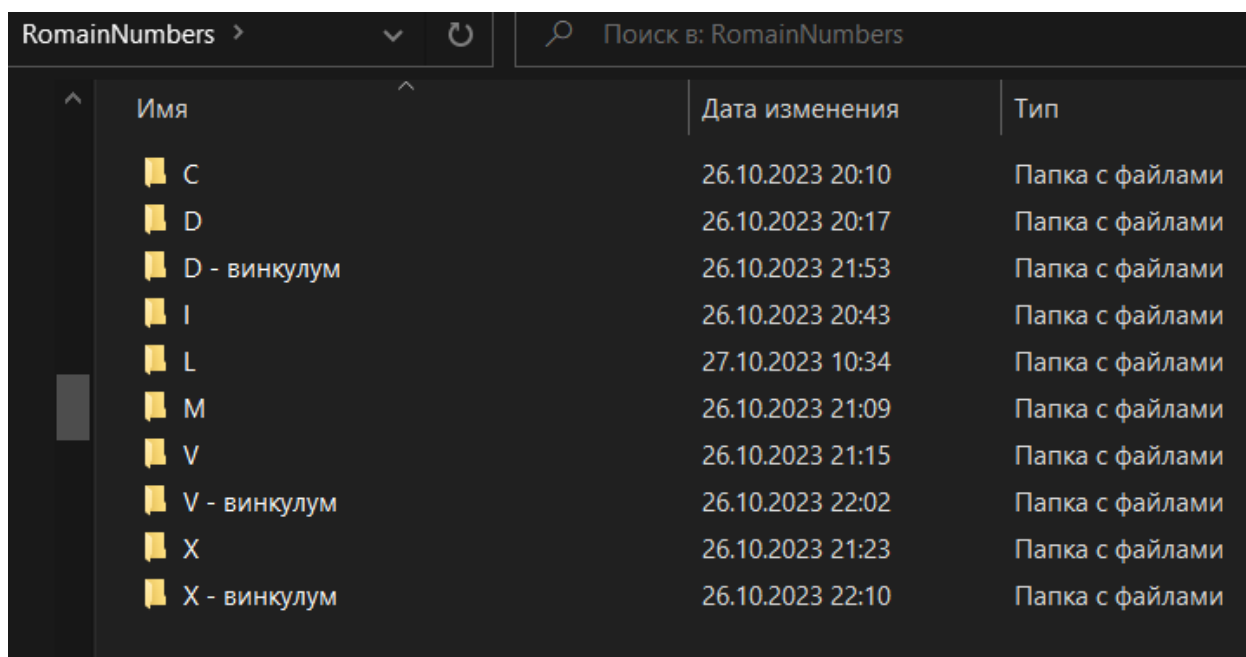 RomainNumbers > Поиск в: RomainNumbers
Имя Дата изменения Тип
C 26.10.2023 20:10 Папка с файлами
D 26.10.2023 20:17 Папка с файлами
D - винкулум 26.10.2023 21:53 Папка с файлами
I 26.10.2023 20:43 Папка с файлами
L 27.10.2023 10:34 Папка с файлами
M 26.10.2023 21:09 Папка с файлами
V 26.10.2023 21:15 Папка с файлами
V - винкулум 26.10.2023 22:02 Папка с файлами
X 26.10.2023 21:23 Папка с файлами
X - винкулум 26.10.2023 22:10 Папка с файлами